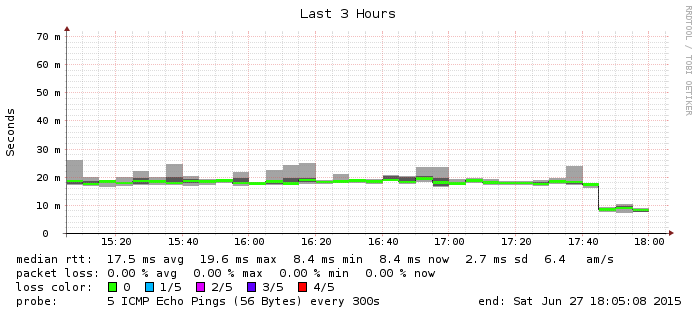 Last 3 Hours
RRDTOOL / TOBI OETIKER
Seconds
70 m
60 m
50 m
40 m
30 m
20 m
10 m
0
15:20 15:40 16:00 16:20 16:40 17:00 17:20 17:40 18:00
median rtt: 17.5 ms avg 19.6 ms max 8.4 ms min 8.4 ms now 2.7 ms sd 6.4 am/s
packet loss: 0.00 % avg 0.00 % max 0.00 % min 0.00 % now
loss color: 0 1/5 2/5 3/5 4/5
probe: 5 ICMP Echo Pings (56 Bytes) every 300s end: Sat Jun 27 18:05:08 2015